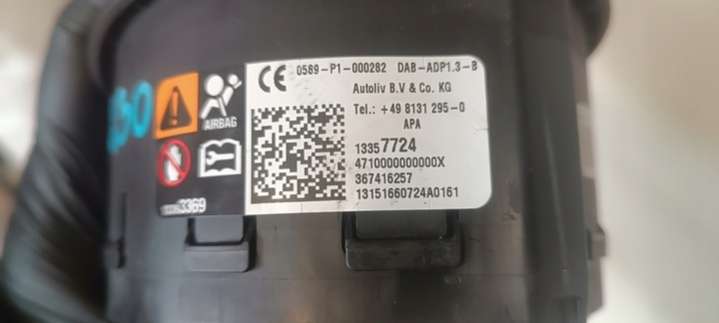 CE 0589-P1-000282 DAB-ADP1.3-B
Autoliv B.V & Co. KG
Tel.: +49 8131 295-0
APA
AIRBAG
13357724
4710000000000X
367416257
13151660724A0161